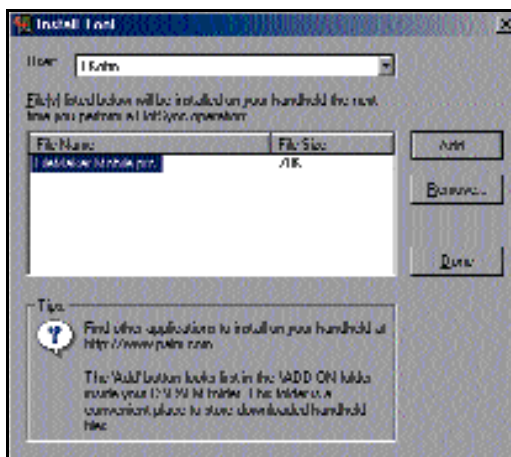 Install Tool
User:
File(s) listed below will be installed on your handheld the next
time you perform a HotSync operation:
File Name File Size
FileMaker Mobile.prc
Add...
Remove...
Done
Tips
Find other applications to install on your handheld at
http://www.palm.com
The 'Add' button looks first in the \ADD-ON folder
inside your folder. This folder is a
convenient place to store downloaded handheld
files.